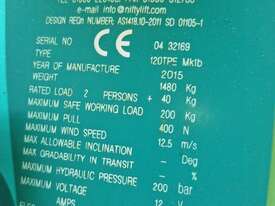 e-mail info@niftylift.com
DESIGN REGN NUMBER: AS1418.10-2011 SD 01105-1
CE
SERIAL NO 04 32169
TYPE 120TPE Mk1b
YEAR OF MANUFACTURE 2015
WEIGHT 1480 Kg
RATED LOAD 2 PERSONS + 40 Kg
MAXIMUM SAFE WORKING LOAD 200 Kg
MAXIMUM PULL 400 N
MAXIMUM WIND SPEED 12.5 m/s
MAX ALLOWABLE INCLINATION - Deg
MAX GRADABILITY IN TRANSIT - %
MAXIMUM HYDRAULIC PRESSURE 200 bar
MAXIMUM VOLTAGE 12 V
AMPS